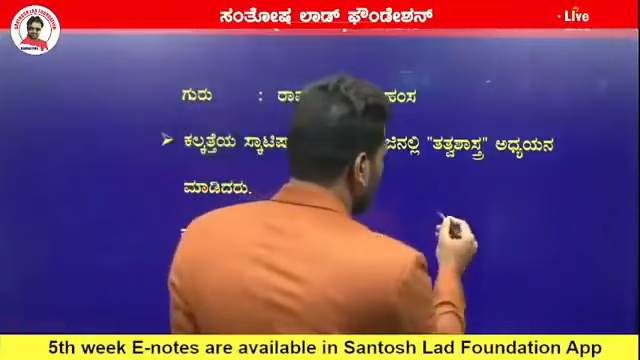 ಸಂತೋಷ ಲಾಡ್ ಫೌಂಡೇಶನ್
Live
ಗುರು :
➢ ಕಲ್ಕತ್ತೆಯ "ತತ್ವಶಾಸ್ತ್ರ" ಅಧ್ಯಯನ
ಮಾಡಿದರು.
5th week E-notes are available in Santosh Lad Foundation App